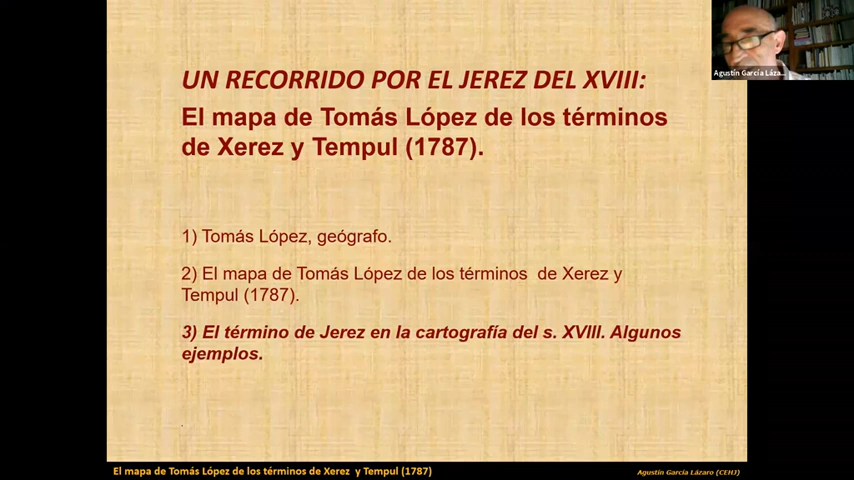 UN RECORRIDO POR EL JEREZ DEL XVIII:
El mapa de Tomás López de los términos
de Xerez y Tempul (1787).
1) Tomás López, geógrafo.
2) El mapa de Tomás López de los términos de Xerez y
Tempul (1787).
3) El término de Jerez en la cartografía del s. XVIII. Algunos
ejemplos.
Agustín García Láza...
El mapa de Tomás López de los términos de Xerez y Tempul (1787)
Agustín García Lázaro (CEHJ)